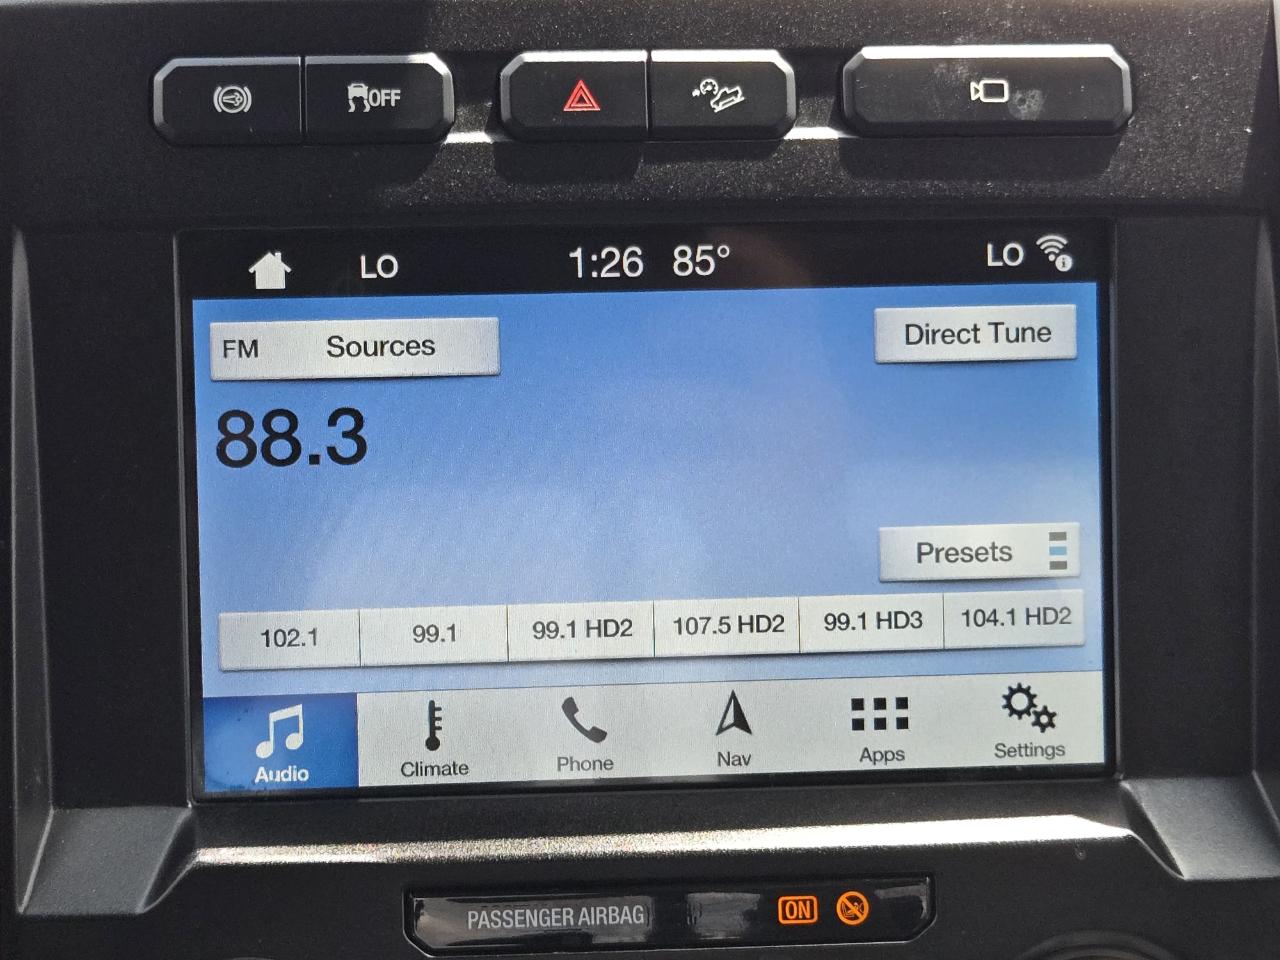 OFF
LO 1:26 85° LO
FM Sources Direct Tune
88.3
Presets
102.1 99.1 99.1 HD2 107.5 HD2 99.1 HD3 104.1 HD2
Audio Climate Phone Nav Apps Settings
PASSENGER AIRBAG ON